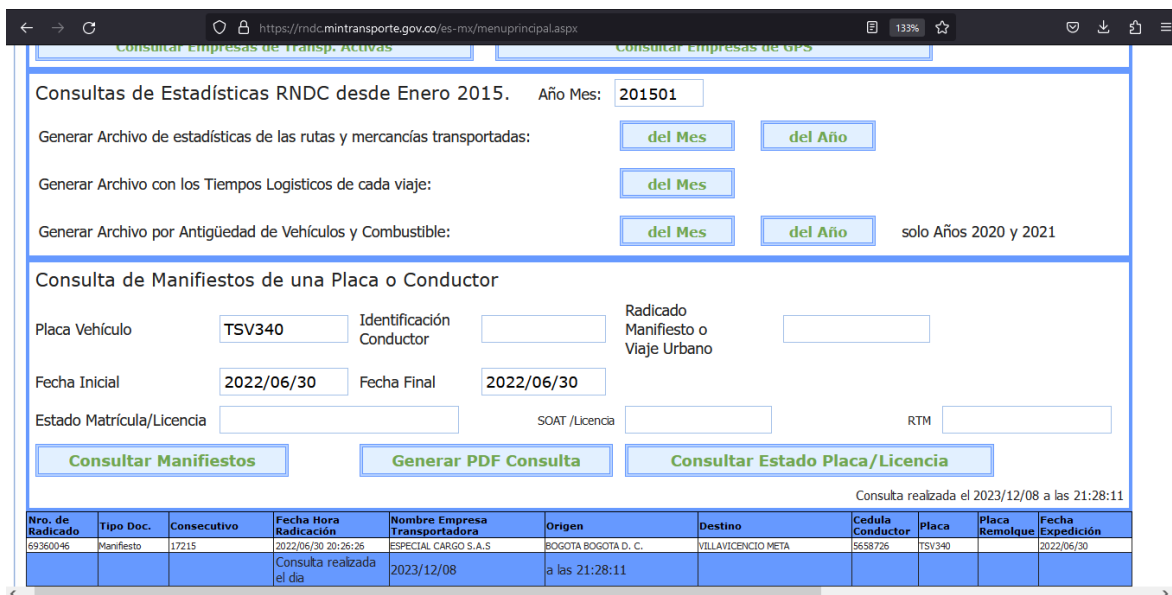 https://rndc.mintransporte.gov.co/es-mx/menuprincipal.aspx 133%
Consultar Empresas de Transp. Activas Consultar Empresas de GPS
Consultas de Estadísticas RNDC desde Enero 2015. Año Mes: 201501
Generar Archivo de estadísticas de las rutas y mercancías transportadas: del Mes del Año
Generar Archivo con los Tiempos Logisticos de cada viaje: del Mes
Generar Archivo por Antigüedad de Vehículos y Combustible: del Mes del Año solo Años 2020 y 2021
Consulta de Manifiestos de una Placa o Conductor
Placa Vehículo TSV340 Identificación Conductor Radicado Manifiesto o Viaje Urbano
Fecha Inicial 2022/06/30 Fecha Final 2022/06/30
Estado Matrícula/Licencia SOAT /Licencia RTM
Consultar Manifiestos Generar PDF Consulta Consultar Estado Placa/Licencia
Consulta realizada el 2023/12/08 a las 21:28:11
Nro. de Radicado Tipo Doc. Consecutivo Fecha Hora Radicación Nombre Empresa Transportadora Origen Destino Cedula Conductor Placa Placa Remolque Fecha Expedición
69360046 Manifiesto 17215 2022/06/30 20:26:26 ESPECIAL CARGO S.A.S BOGOTA BOGOTA D. C. VILLAVICENCIO META 5658726 TSV340 2022/06/30
Consulta realizada el dia 2023/12/08 a las 21:28:11